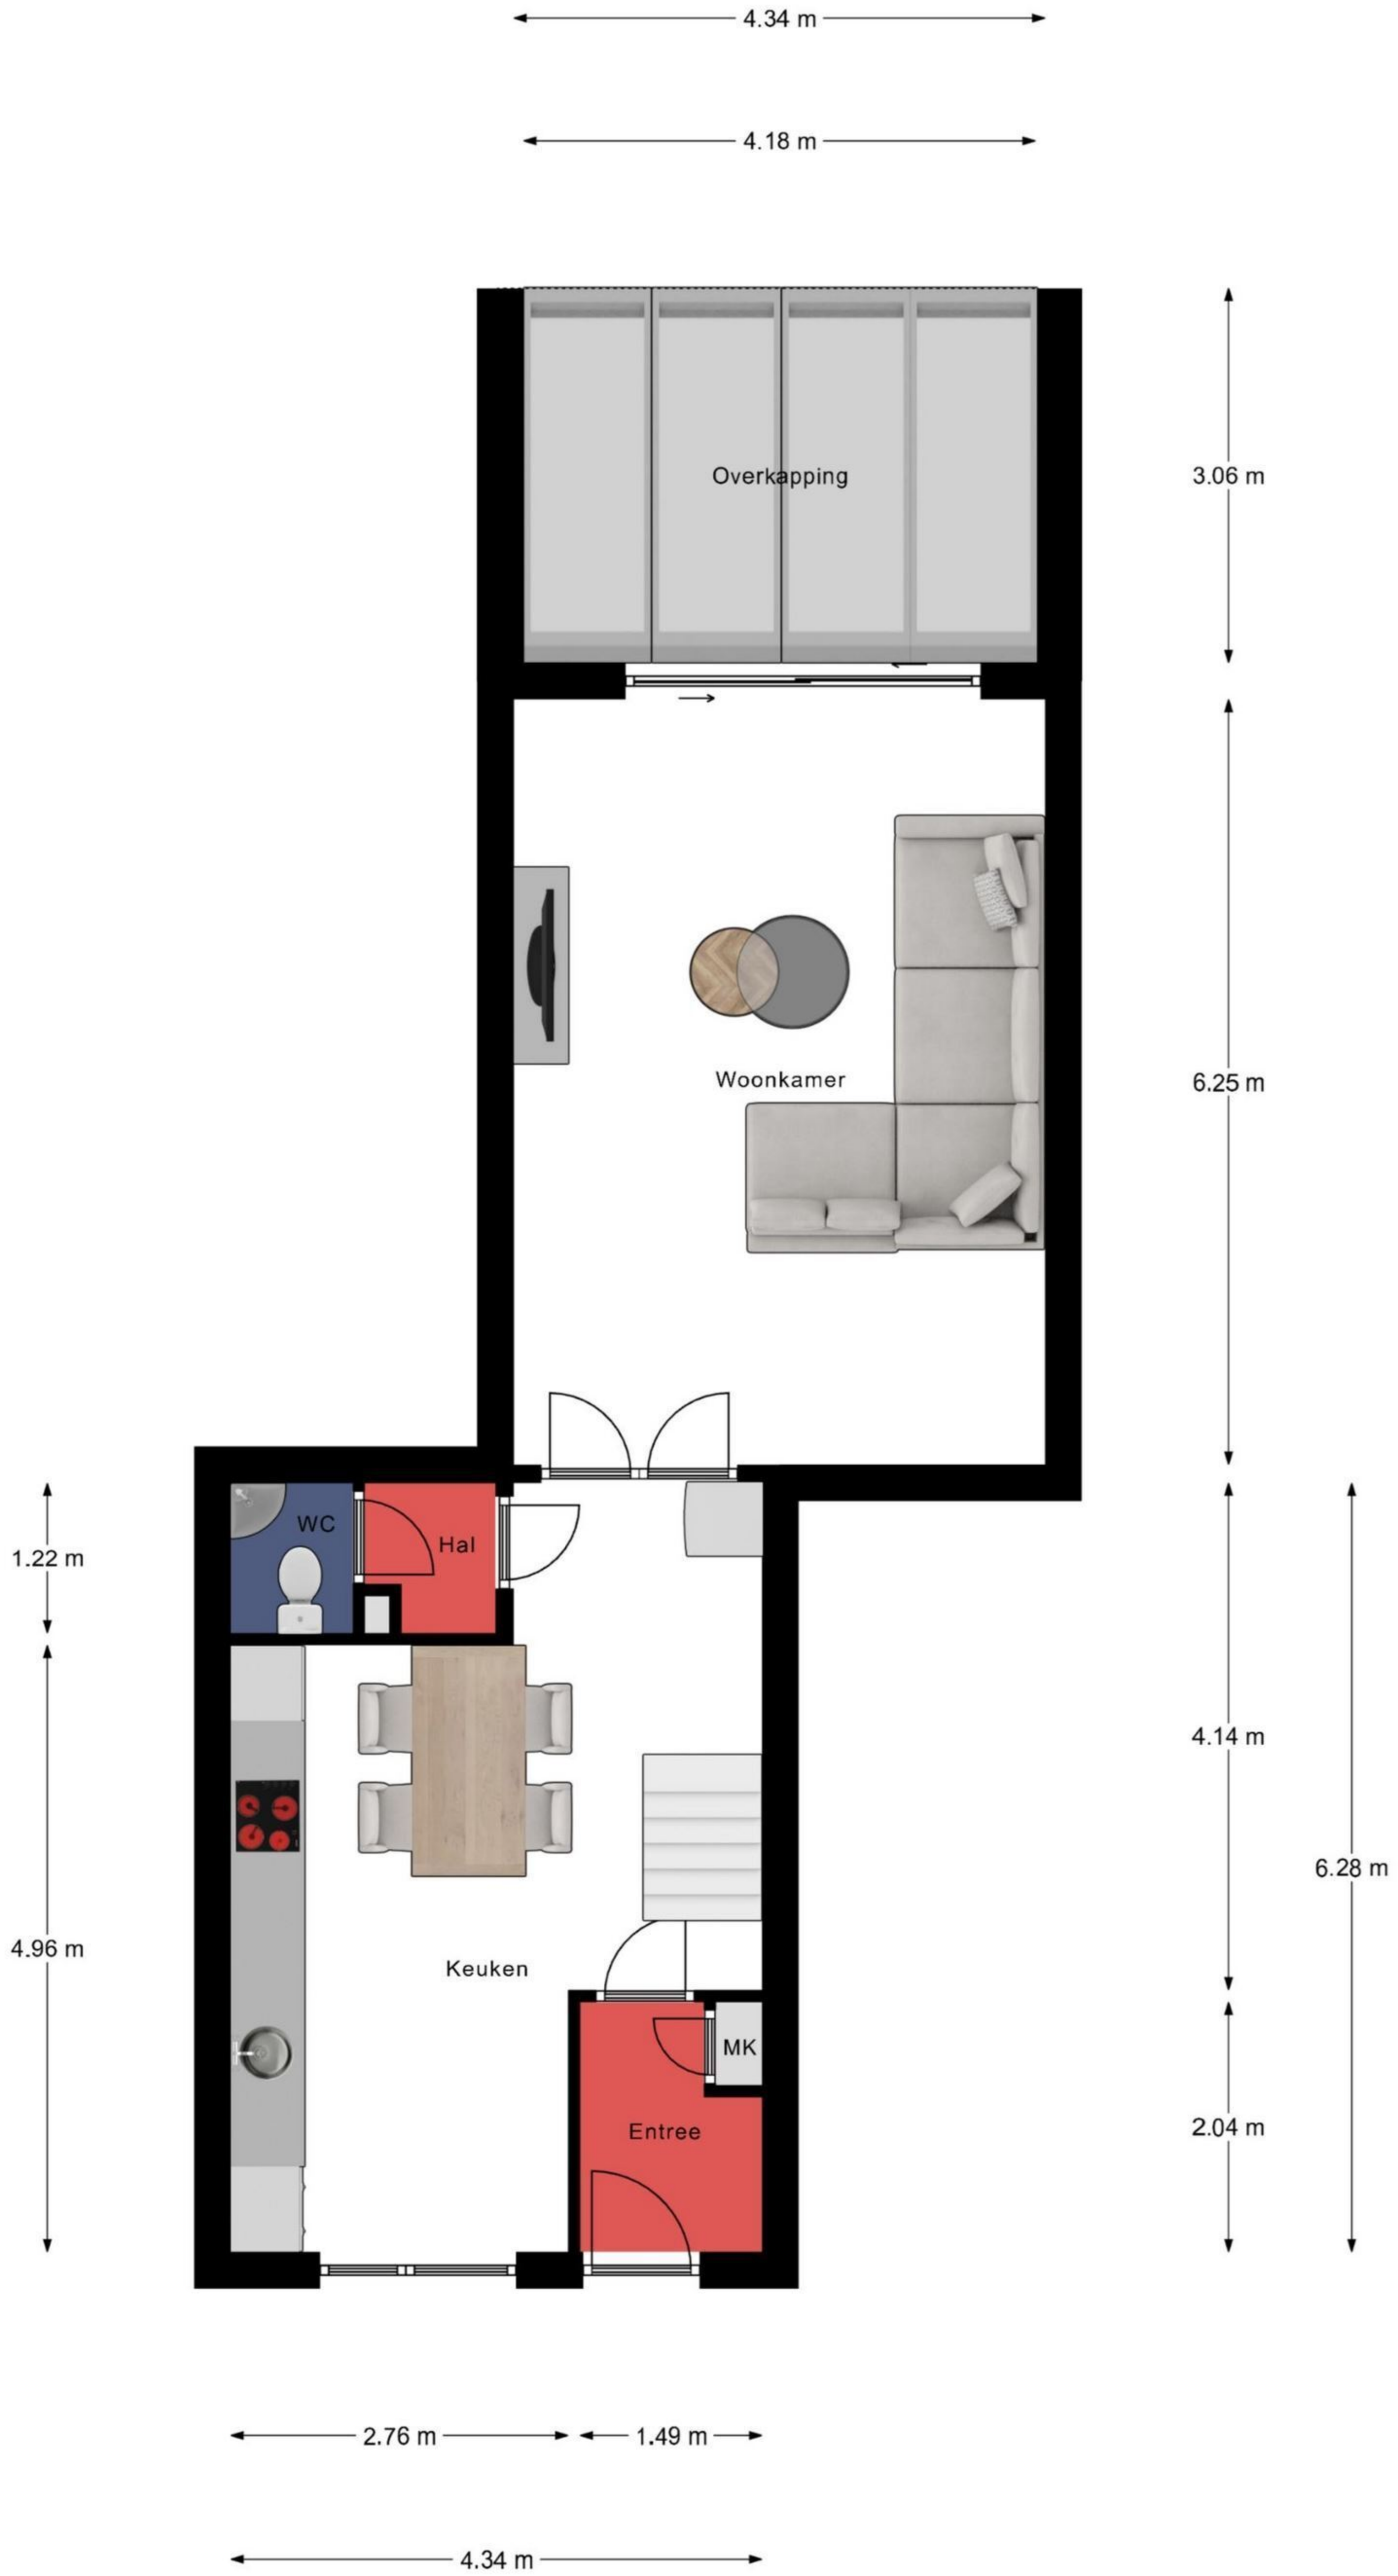 4.34 m
4.18 m
Overkapping
3.06 m
Woonkamer
6.25 m
WC
Hal
1.22 m
4.14 m
6.28 m
4.96 m
Keuken
MK
Entree
2.04 m
2.76 m
1.49 m
4.34 m